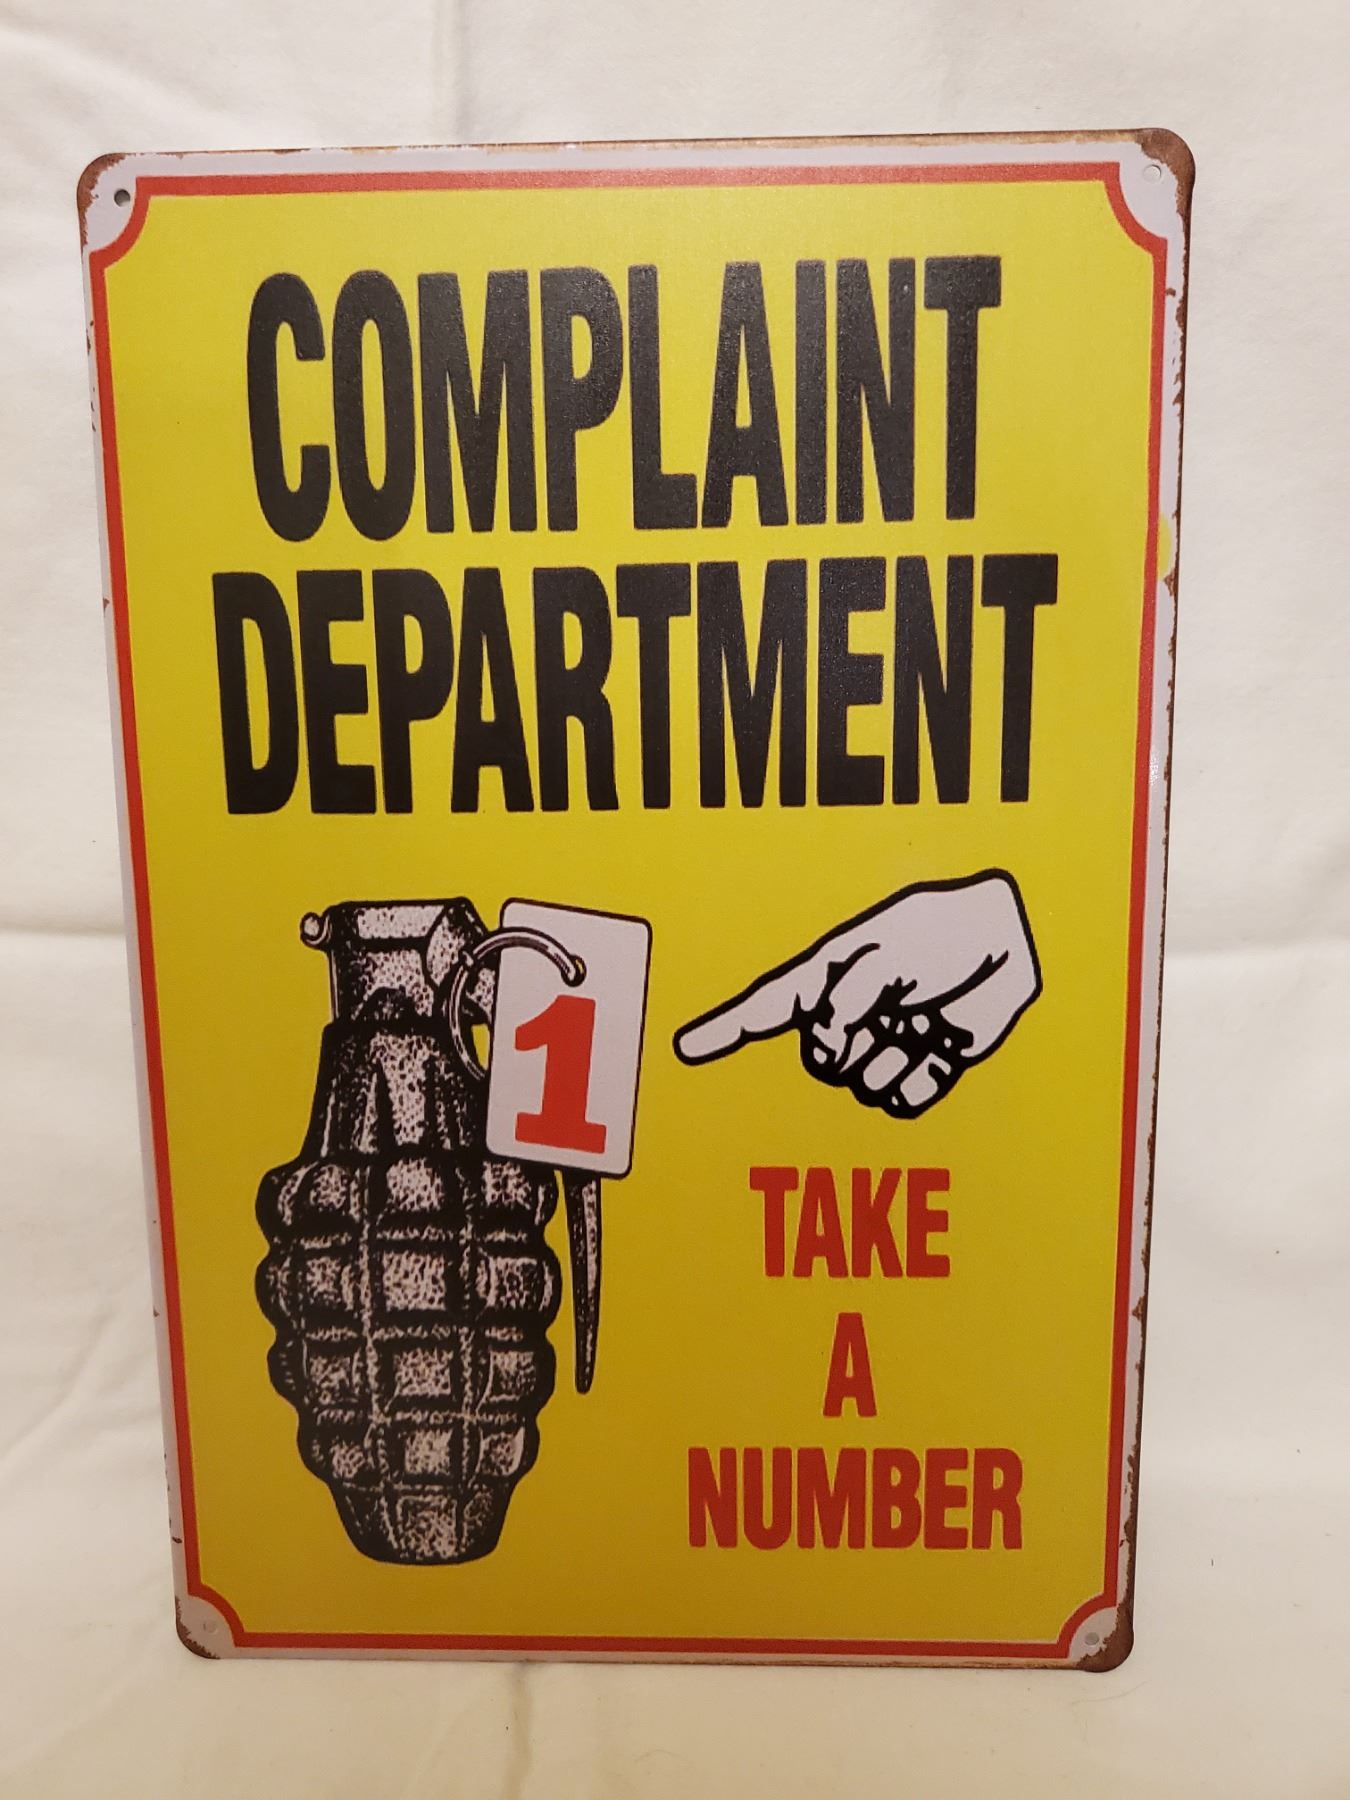 COMPLAINT
DEPARTMENT
1
TAKE
A
NUMBER